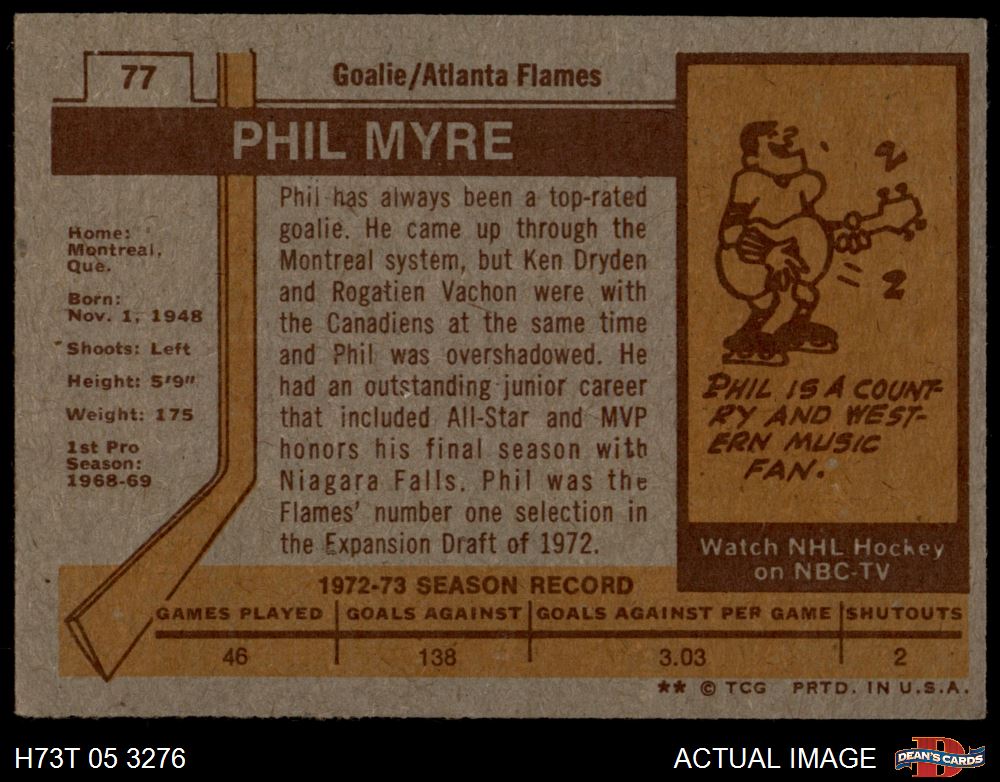 77
Goalie/Atlanta Flames
PHIL MYRE
Home:
Montreal,
Que.
Born:
Nov. 1, 1948
Shoots: Left
Height: 5'9"
Weight: 175
1st Pro
Season:
1968-69
Phil has always been a top-rated
goalie. He came up through the
Montreal system, but Ken Dryden
and Rogatien Vachon were with
the Canadiens at the same time
and Phil was overshadowed. He
had an outstanding junior career
that included All-Star and MVP
honors his final season with
Niagara Falls. Phil was the
Flames' number one selection in
the Expansion Draft of 1972.
PHIL IS A COUNT-
RY AND WEST-
ERN MUSIC
FAN.
Watch NHL Hockey
on NBC-TV
1972-73 SEASON RECORD
GAMES PLAYED GOALS AGAINST GOALS AGAINST PER GAME SHUTOUTS
46 138 3.03 2
** © TCG PRTD. IN U.S.A.
H73T 05 3276
ACTUAL IMAGE
D
DEAN'S CARDS